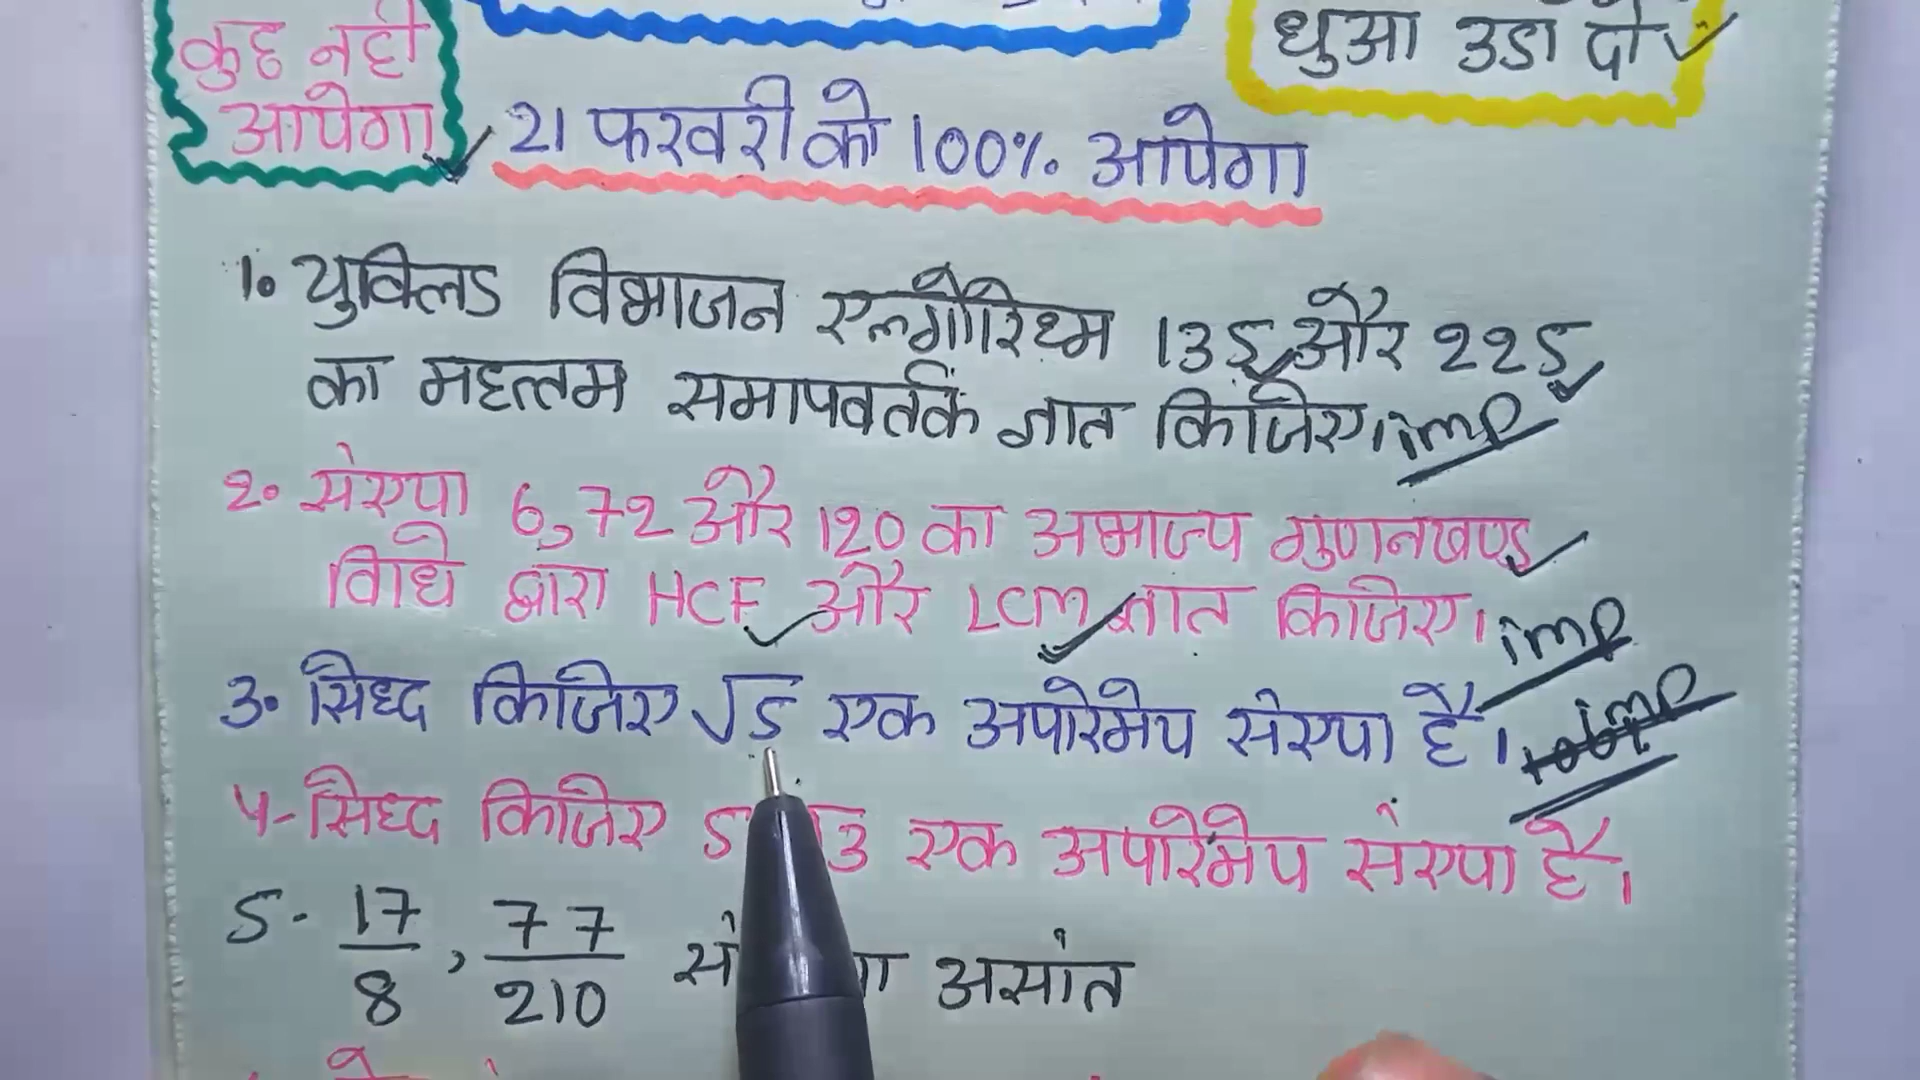 कुछ नही
आयेगा
धुआ उडा दो
21 फरवरी को 100% आयेगा
1. युक्लिड विभाजन एल्गोरिथ्म 135 और 225
का महत्तम समापवर्तक ज्ञात किजिए। imp
2. संख्या 6,72 और 120 का अभाज्य गुणनखण्ड
विधि द्वारा HCF और LCM ज्ञात किजिए। imp
3. सिध्द किजिए √5 एक अपरिमेय संख्या है। imp
4- सिध्द किजिए 3 एक अपरिमेय संख्या है।
5. 17/8, 77/210 असांत